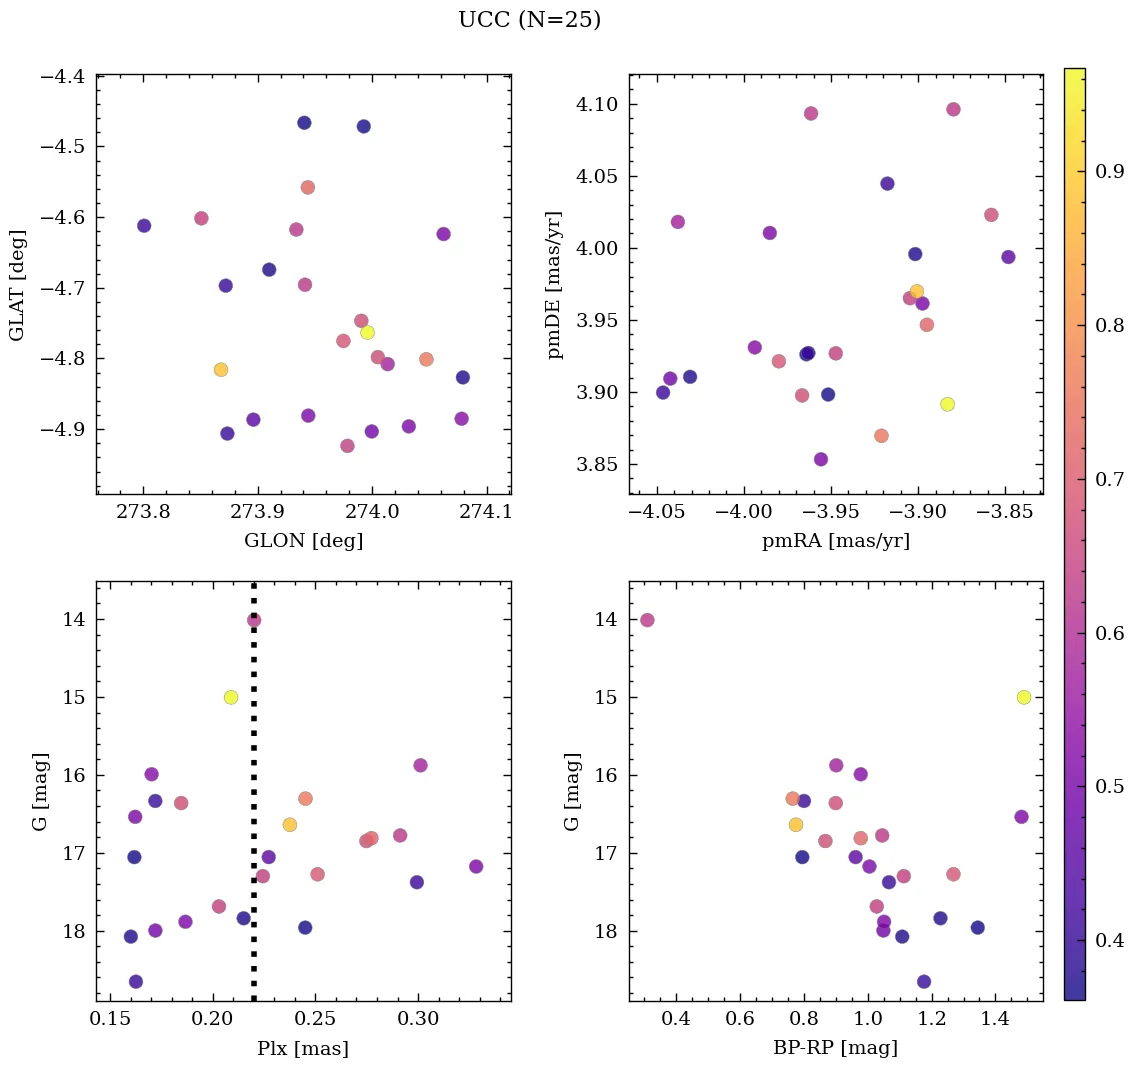 UCC (N=25)
−4.4
−4.5
−4.6
−4.7
−4.8
−4.9
GLAT [deg]
273.8 273.9 274.0 274.1
GLON [deg]
4.10
4.05
4.00
3.95
3.90
3.85
pmDE [mas/yr]
−4.05 −4.00 −3.95 −3.90 −3.85
pmRA [mas/yr]
14
15
16
17
18
G [mag]
0.15 0.20 0.25 0.30
Plx [mas]
14
15
16
17
18
G [mag]
0.4 0.6 0.8 1.0 1.2 1.4
BP-RP [mag]
0.9
0.8
0.7
0.6
0.5
0.4